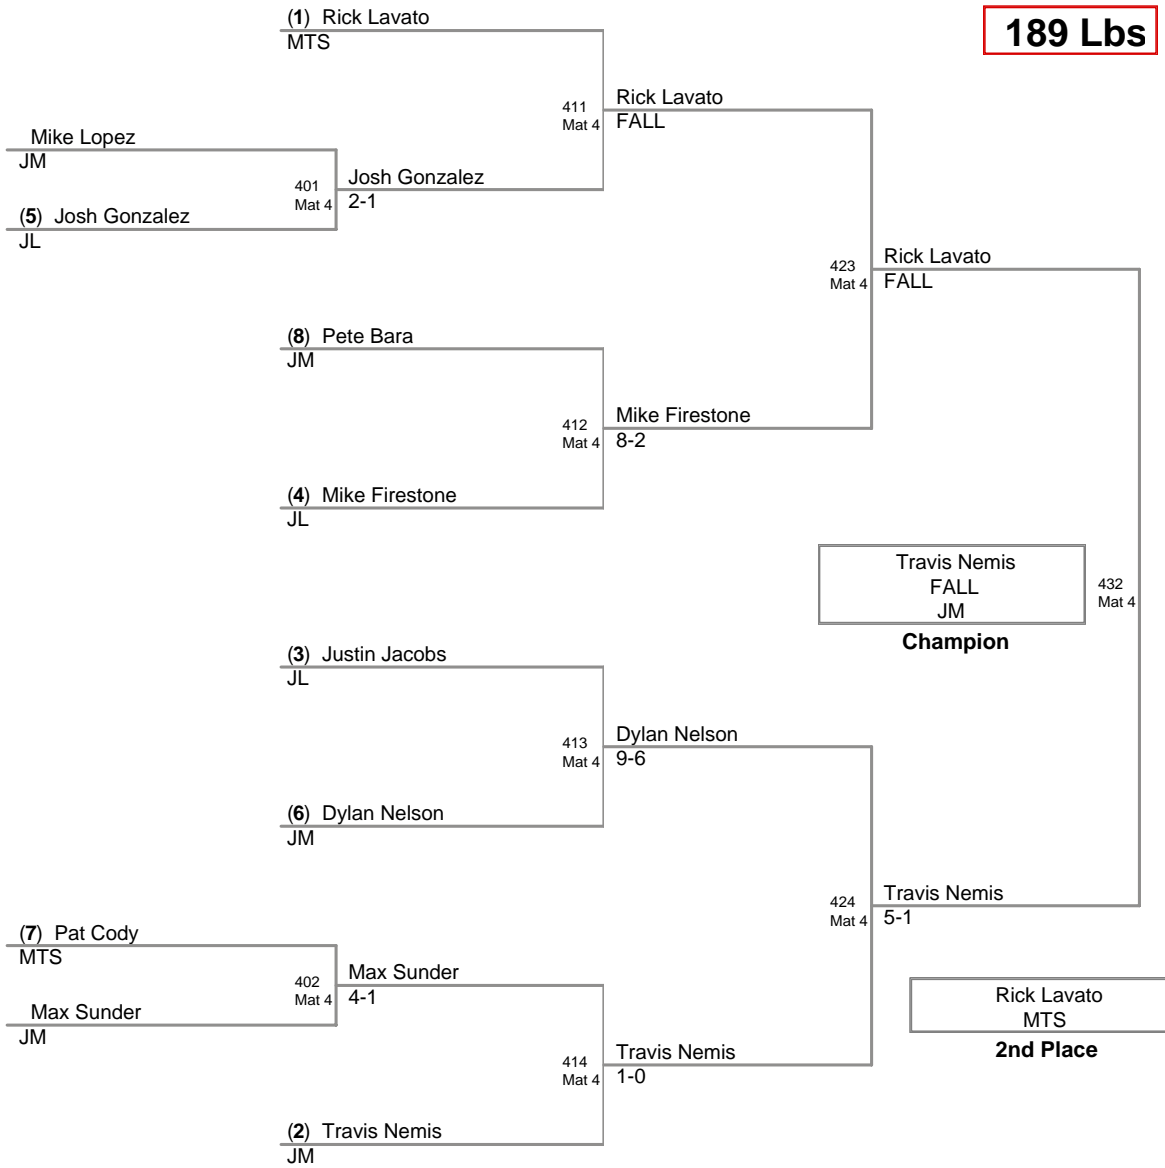 (1) Rick Lavato
MTS
189 Lbs
411
Mat 4
Rick Lavato
FALL
Mike Lopez
JM
401
Mat 4
Josh Gonzalez
2-1
(5) Josh Gonzalez
JL
423
Mat 4
Rick Lavato
FALL
(8) Pete Bara
JM
412
Mat 4
Mike Firestone
8-2
(4) Mike Firestone
JL
Travis Nemis
FALL
JM
Champion
432
Mat 4
(3) Justin Jacobs
JL
413
Mat 4
Dylan Nelson
9-6
(6) Dylan Nelson
JM
424
Mat 4
Travis Nemis
5-1
(7) Pat Cody
MTS
402
Mat 4
Max Sunder
4-1
Max Sunder
JM
Rick Lavato
MTS
2nd Place
414
Mat 4
Travis Nemis
1-0
(2) Travis Nemis
JM